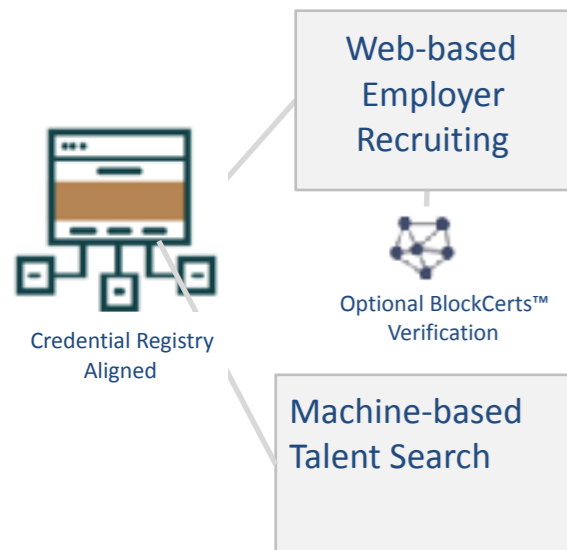 Web-based
Employer
Recruiting
Credential Registry
Aligned
Optional BlockCerts™
Verification
Machine-based
Talent Search